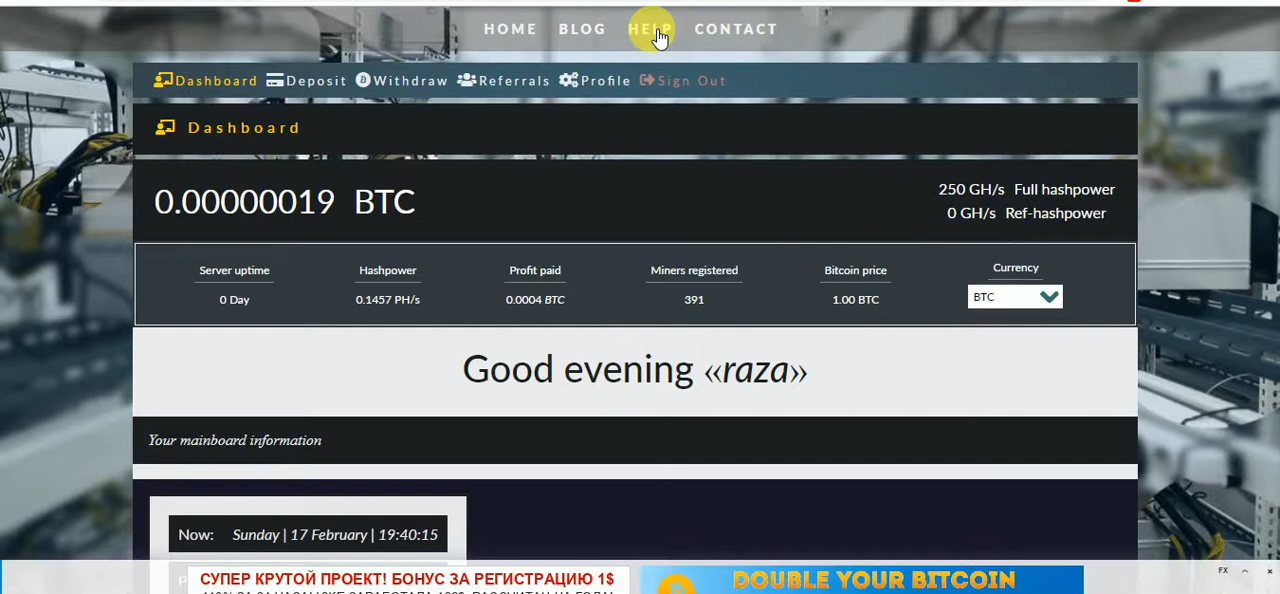 HOME BLOG HELP CONTACT
Dashboard Deposit Withdraw Referrals Profile Sign Out
Dashboard
0.00000019 BTC
250 GH/s Full hashpower
0 GH/s Ref-hashpower
Server uptime Hashpower Profit paid Miners registered Bitcoin price Currency
0 Day 0.1457 PH/s 0.0004 BTC 391 1.00 BTC BTC
Good evening «raza»
Your mainboard information
Now: Sunday | 17 February | 19:40:15
FX
СУПЕР КРУТОЙ ПРОЕКТ! БОНУС ЗА РЕГИСТРАЦИЮ 1$
DOUBLE YOUR BITCOIN